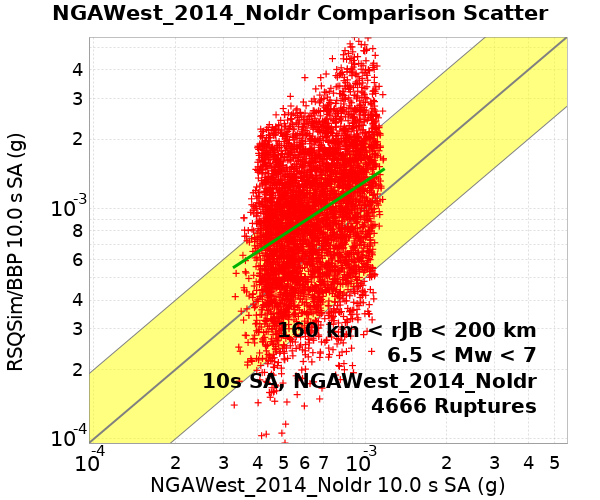 NGAWest_2014_NoIdr Comparison Scatter
RSQSim/BBP 10.0 s SA (g)
4
3
2
10^-3
8
6
4
3
2
10^-4
160 km < rJB < 200 km
6.5 < Mw < 7
10s SA, NGAWest_2014_NoIdr
4666 Ruptures
10^-4 2 3 4 5 6 7 10^-3 2 3 4 5
NGAWest_2014_NoIdr 10.0 s SA (g)